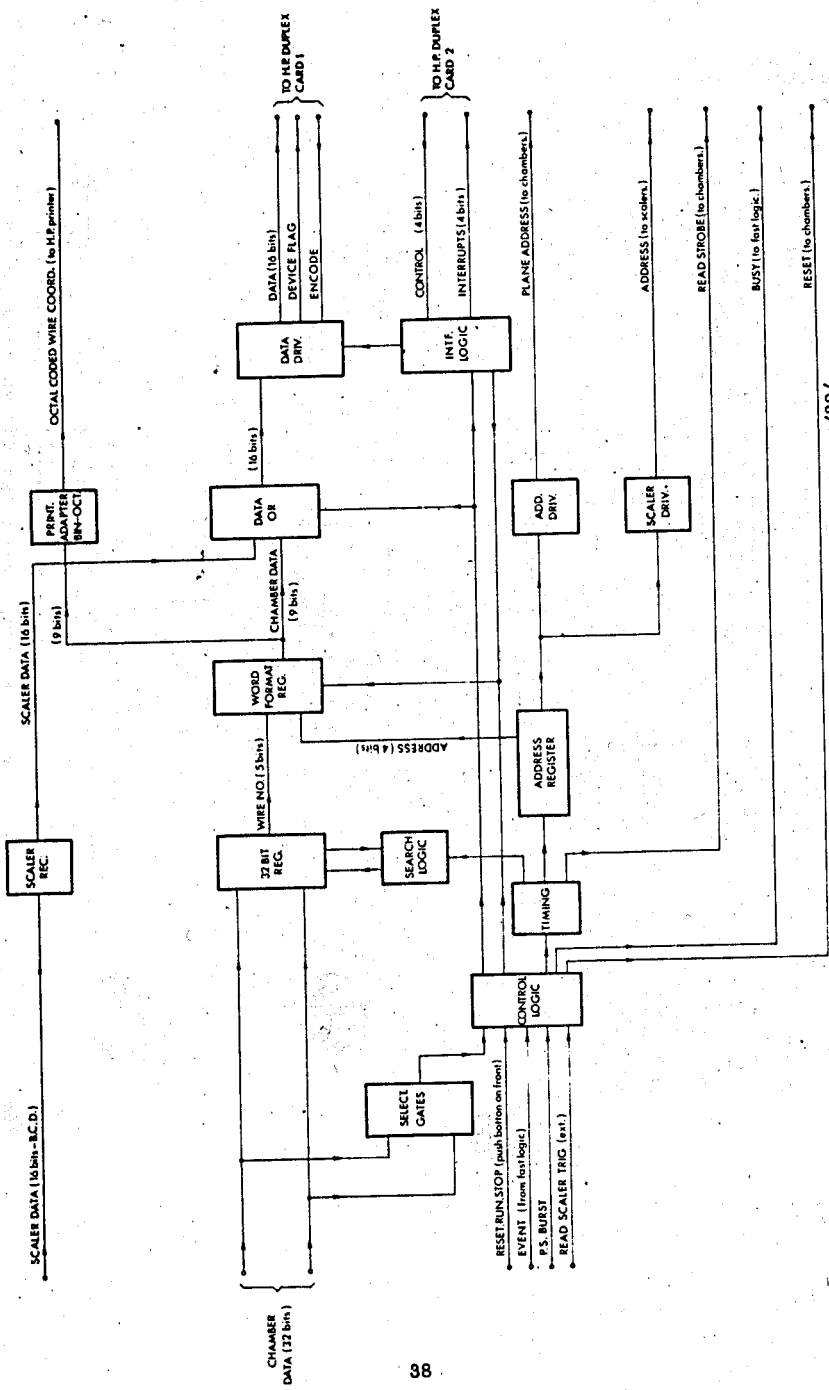 SCALER DATA (16 bits-B.C.D.)
SCALER
REC.
SCALER DATA (16 bits)
(9 bits)
PRINT.
ADAPTER
BIN-OCT.
OCTAL CODED WIRE COORD. (to H.P. printer)
CHAMBER
DATA (32 bits)
32 BIT
REG.
WIRE NO. (5 bits)
WORD
FORMAT
REG.
CHAMBER DATA
(9 bits)
DATA
OR
(16 bits)
DATA
DRIV.
DATA (16 bits)
DEVICE FLAG
ENCODE
TO H.P. DUPLEX
CARD 1
SELECT.
GATES
SEARCH
LOGIC
ADDRESS (4 bits)
INTF.
LOGIC
CONTROL (4 bits)
INTERRUPTS (4 bits)
TO H.P. DUPLEX
CARD 2
RESET.RUN.STOP (push botton on front)
EVENT (from fast logic)
P.S. BURST
READ SCALER TRIG (ext.)
CONTROL
LOGIC
TIMING
ADDRESS
REGISTER
ADD.
DRIV.
PLANE ADDRESS (to chambers.)
SCALER
DRIV.
ADDRESS (to scalers.)
READ STROBE (to chambers.)
BUSY (to fast logic.)
RESET (to chambers.)
38